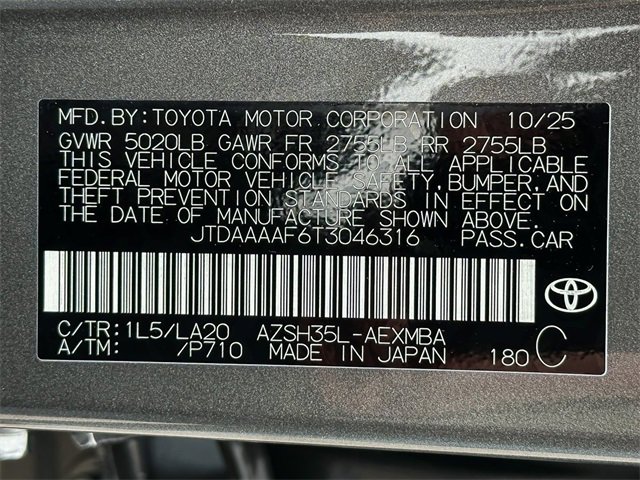 MFD.BY:TOYOTA MOTOR CORPORATION 10/25
GVWR 5020LB GAWR FR 2755LB RR 2755LB
THIS VEHICLE CONFORMS TO ALL APPLICABLE
FEDERAL MOTOR VEHICLE SAFETY,BUMPER,AND
THEFT PREVENTION STANDARDS IN EFFECT ON
THE DATE OF MANUFACTURE SHOWN ABOVE.
JTDAAAAF6T3046316 PASS.CAR
C/TR:1L5/LA20 AZSH35L-AEXMBA
A/TM: /P710 MADE IN JAPAN 180 C